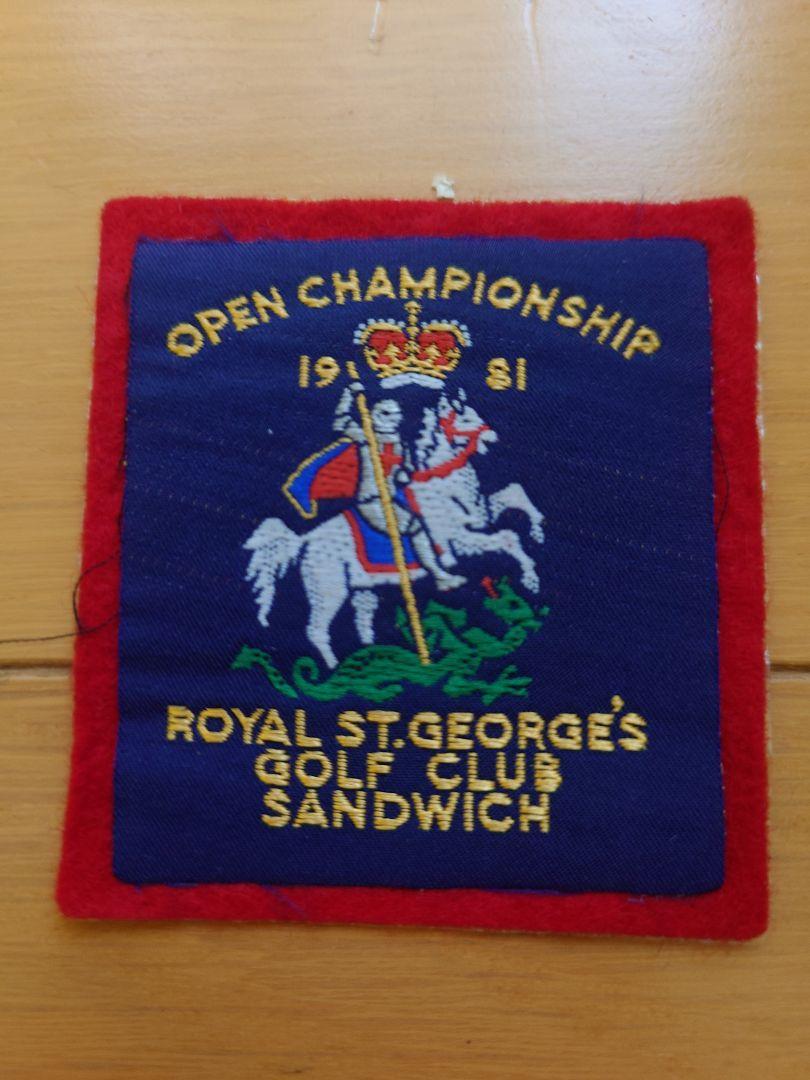 OPEN CHAMPIONSHIP
19 81
ROYAL ST.GEORGE'S
GOLF CLUB
SANDWICH